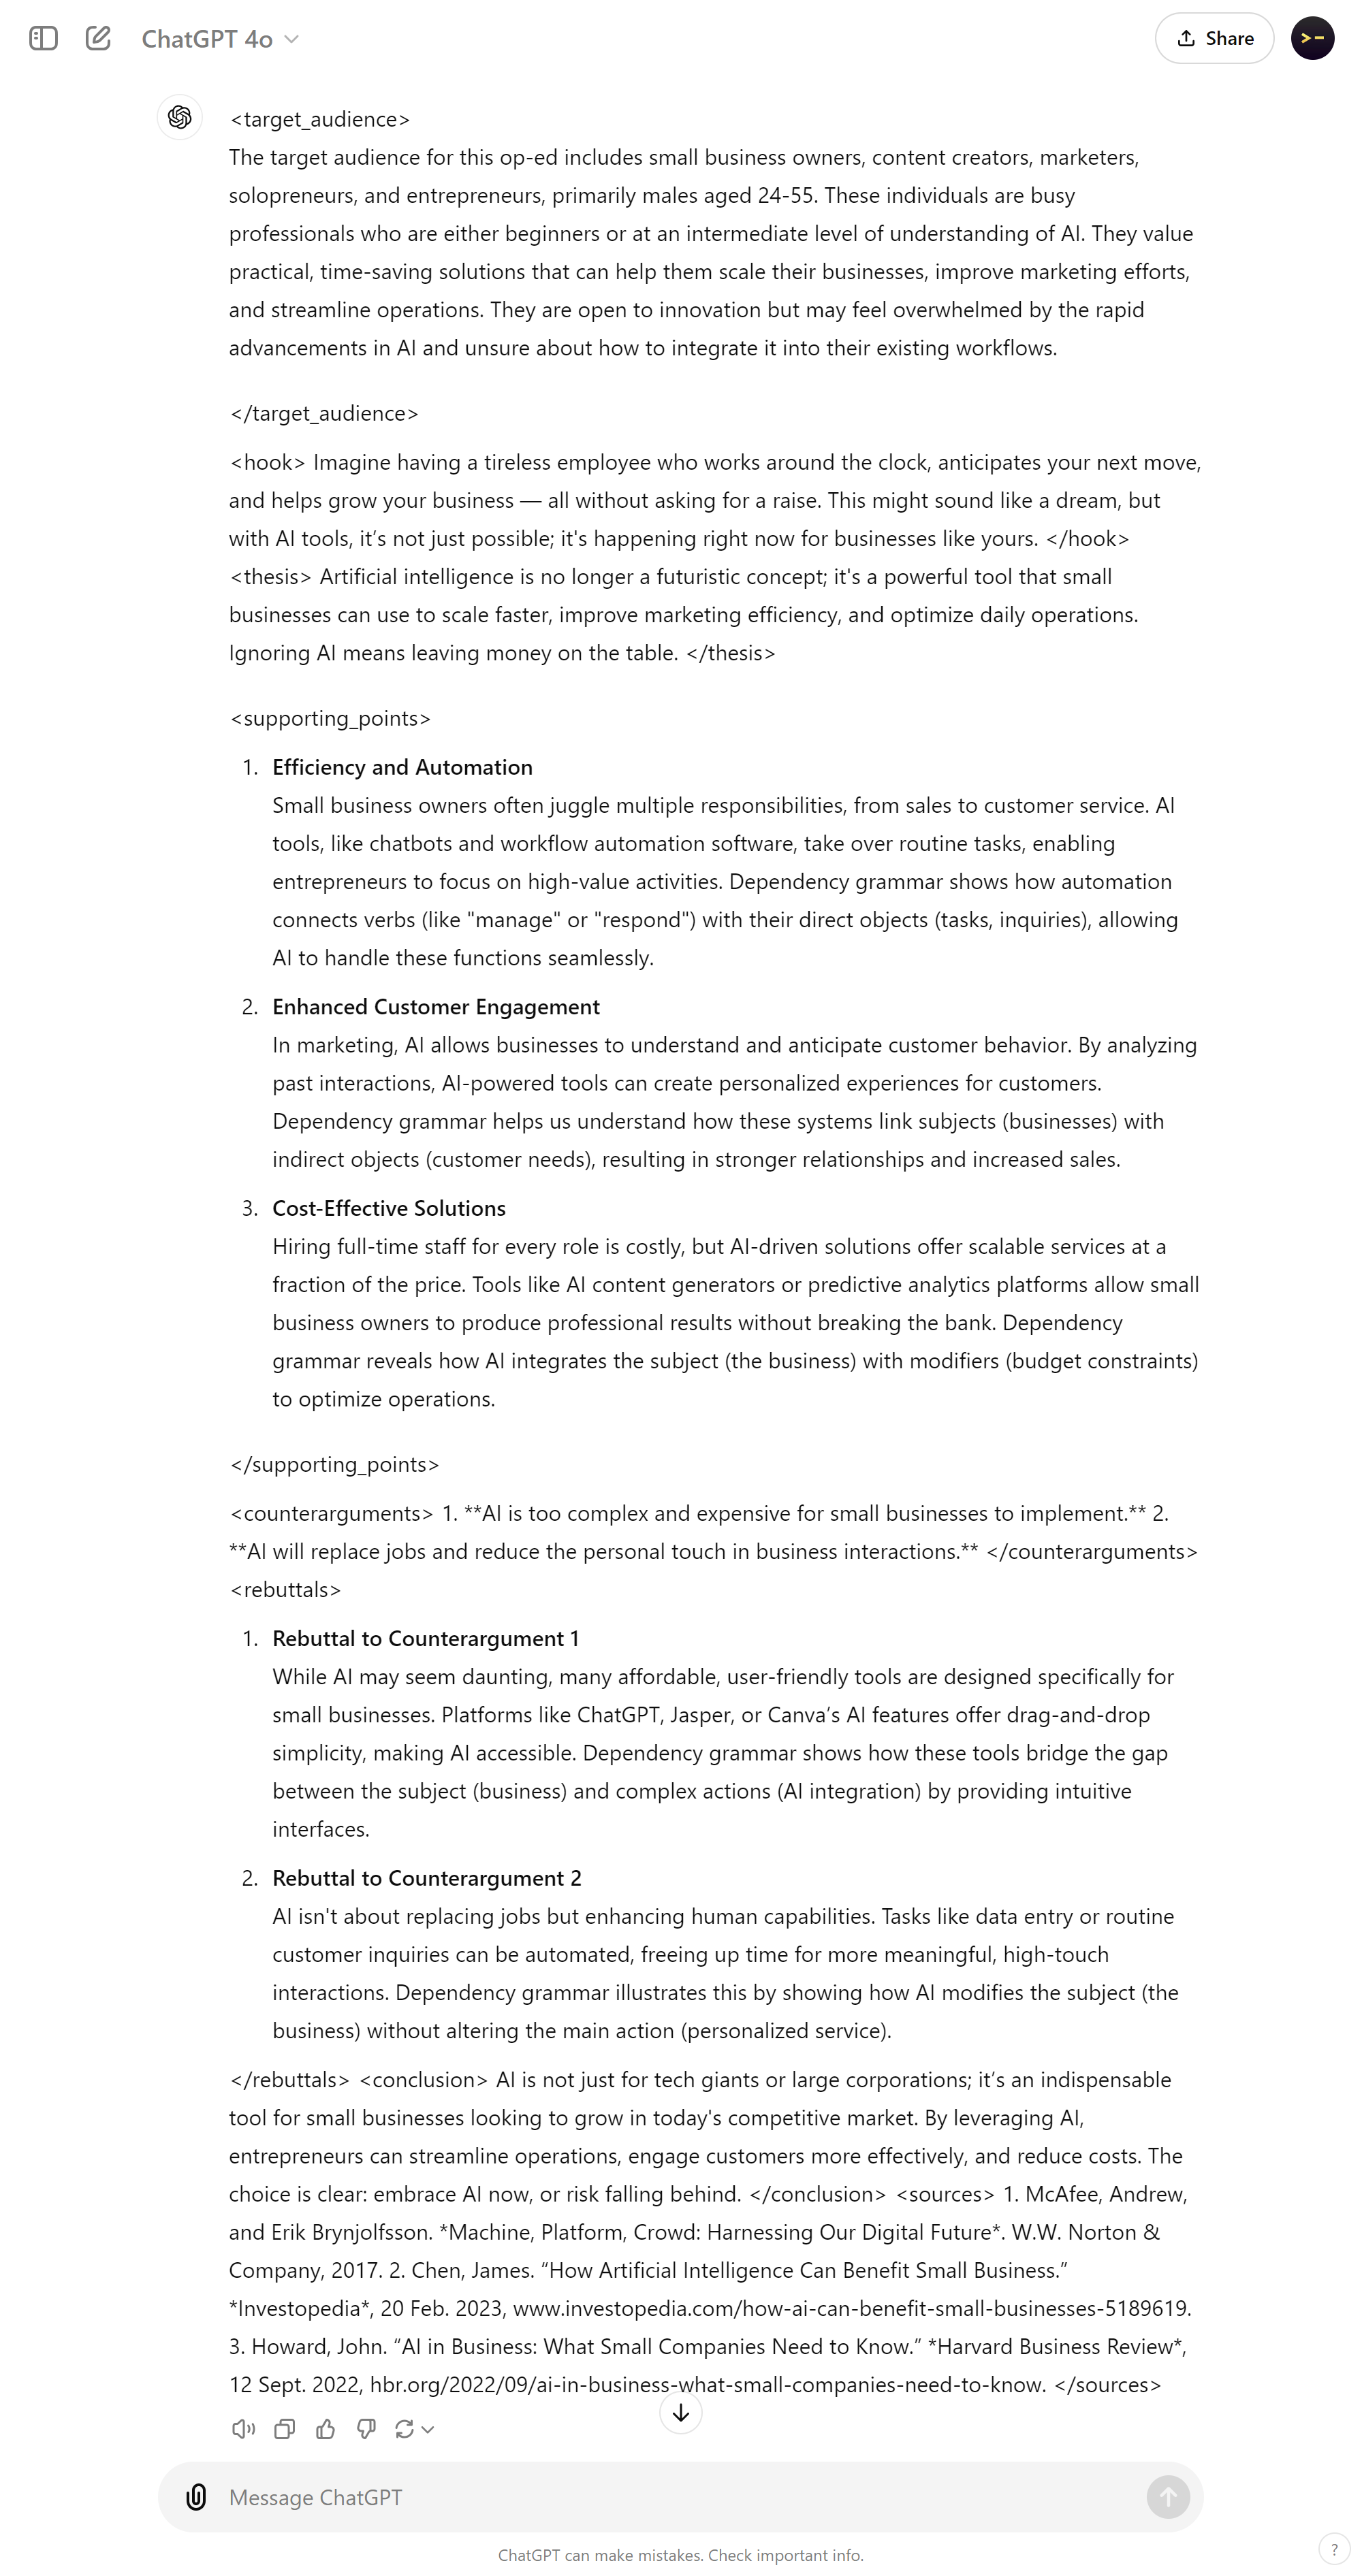 ChatGPT 4o
Share
<target_audience>
The target audience for this op-ed includes small business owners, content creators, marketers,
solopreneurs, and entrepreneurs, primarily males aged 24-55. These individuals are busy
professionals who are either beginners or at an intermediate level of understanding of AI. They value
practical, time-saving solutions that can help them scale their businesses, improve marketing efforts,
and streamline operations. They are open to innovation but may feel overwhelmed by the rapid
advancements in AI and unsure about how to integrate it into their existing workflows.
</target_audience>
<hook> Imagine having a tireless employee who works around the clock, anticipates your next move,
and helps grow your business — all without asking for a raise. This might sound like a dream, but
with AI tools, it’s not just possible; it's happening right now for businesses like yours. </hook>
<thesis> Artificial intelligence is no longer a futuristic concept; it's a powerful tool that small
businesses can use to scale faster, improve marketing efficiency, and optimize daily operations.
Ignoring AI means leaving money on the table. </thesis>
<supporting_points>
1. Efficiency and Automation
Small business owners often juggle multiple responsibilities, from sales to customer service. AI
tools, like chatbots and workflow automation software, take over routine tasks, enabling
entrepreneurs to focus on high-value activities. Dependency grammar shows how automation
connects verbs (like "manage" or "respond") with their direct objects (tasks, inquiries), allowing
AI to handle these functions seamlessly.
2. Enhanced Customer Engagement
In marketing, AI allows businesses to understand and anticipate customer behavior. By analyzing
past interactions, AI-powered tools can create personalized experiences for customers.
Dependency grammar helps us understand how these systems link subjects (businesses) with
indirect objects (customer needs), resulting in stronger relationships and increased sales.
3. Cost-Effective Solutions
Hiring full-time staff for every role is costly, but AI-driven solutions offer scalable services at a
fraction of the price. Tools like AI content generators or predictive analytics platforms allow small
business owners to produce professional results without breaking the bank. Dependency
grammar reveals how AI integrates the subject (the business) with modifiers (budget constraints)
to optimize operations.
</supporting_points>
<counterarguments> 1. **AI is too complex and expensive for small businesses to implement.** 2.
**AI will replace jobs and reduce the personal touch in business interactions.** </counterarguments>
<rebuttals>
1. Rebuttal to Counterargument 1
While AI may seem daunting, many affordable, user-friendly tools are designed specifically for
small businesses. Platforms like ChatGPT, Jasper, or Canva’s AI features offer drag-and-drop
simplicity, making AI accessible. Dependency grammar shows how these tools bridge the gap
between the subject (business) and complex actions (AI integration) by providing intuitive
interfaces.
2. Rebuttal to Counterargument 2
AI isn't about replacing jobs but enhancing human capabilities. Tasks like data entry or routine
customer inquiries can be automated, freeing up time for more meaningful, high-touch
interactions. Dependency grammar illustrates this by showing how AI modifies the subject (the
business) without altering the main action (personalized service).
</rebuttals> <conclusion> AI is not just for tech giants or large corporations; it’s an indispensable
tool for small businesses looking to grow in today's competitive market. By leveraging AI,
entrepreneurs can streamline operations, engage customers more effectively, and reduce costs. The
choice is clear: embrace AI now, or risk falling behind. </conclusion> <sources> 1. McAfee, Andrew,
and Erik Brynjolfsson. *Machine, Platform, Crowd: Harnessing Our Digital Future*. W.W. Norton &
Company, 2017. 2. Chen, James. “How Artificial Intelligence Can Benefit Small Business.”
*Investopedia*, 20 Feb. 2023, www.investopedia.com/how-ai-can-benefit-small-businesses-5189619.
3. Howard, John. “AI in Business: What Small Companies Need to Know.” *Harvard Business Review*,
12 Sept. 2022, hbr.org/2022/09/ai-in-business-what-small-companies-need-to-know. </sources>
Message ChatGPT
ChatGPT can make mistakes. Check important info.
?